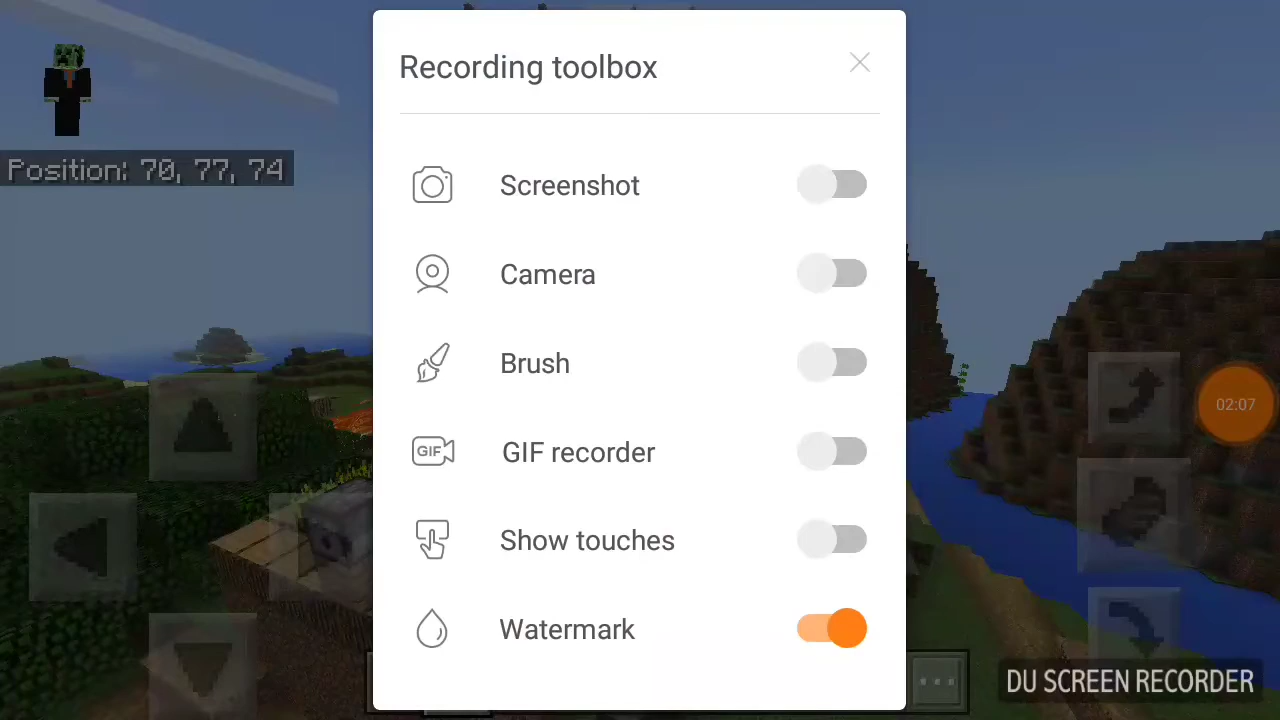 Recording toolbox
Position: 70, 77, 74
Screenshot
Camera
Brush
02:07
GIF
GIF recorder
Show touches
Watermark
DU SCREEN RECORDER